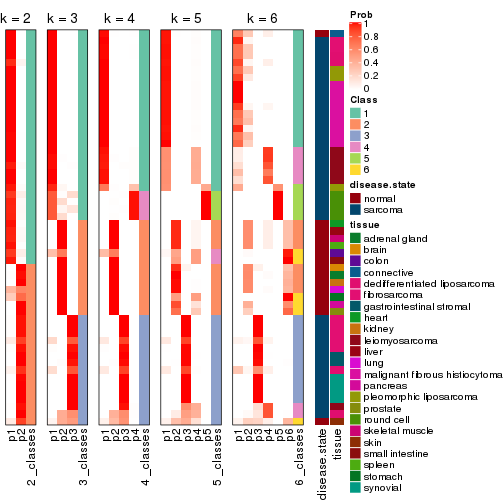 k = 2
k = 3
k = 4
k = 5
k = 6
p1
p2
2_classes
p1
p2
p3
3_classes
p1
p2
p3
p4
4_classes
p1
p2
p3
p4
p5
5_classes
p1
p2
p3
p4
p5
p6
6_classes
disease.state
tissue
Prob
1
0.8
0.6
0.4
0.2
0
Class
1
2
3
4
5
6
disease.state
normal
sarcoma
tissue
adrenal gland
brain
colon
connective
dedifferentiated liposarcoma
fibrosarcoma
gastrointestinal stromal
heart
kidney
leiomyosarcoma
liver
lung
malignant fibrous histiocytoma
pancreas
pleomorphic liposarcoma
prostate
round cell
skeletal muscle
skin
small intestine
spleen
stomach
synovial